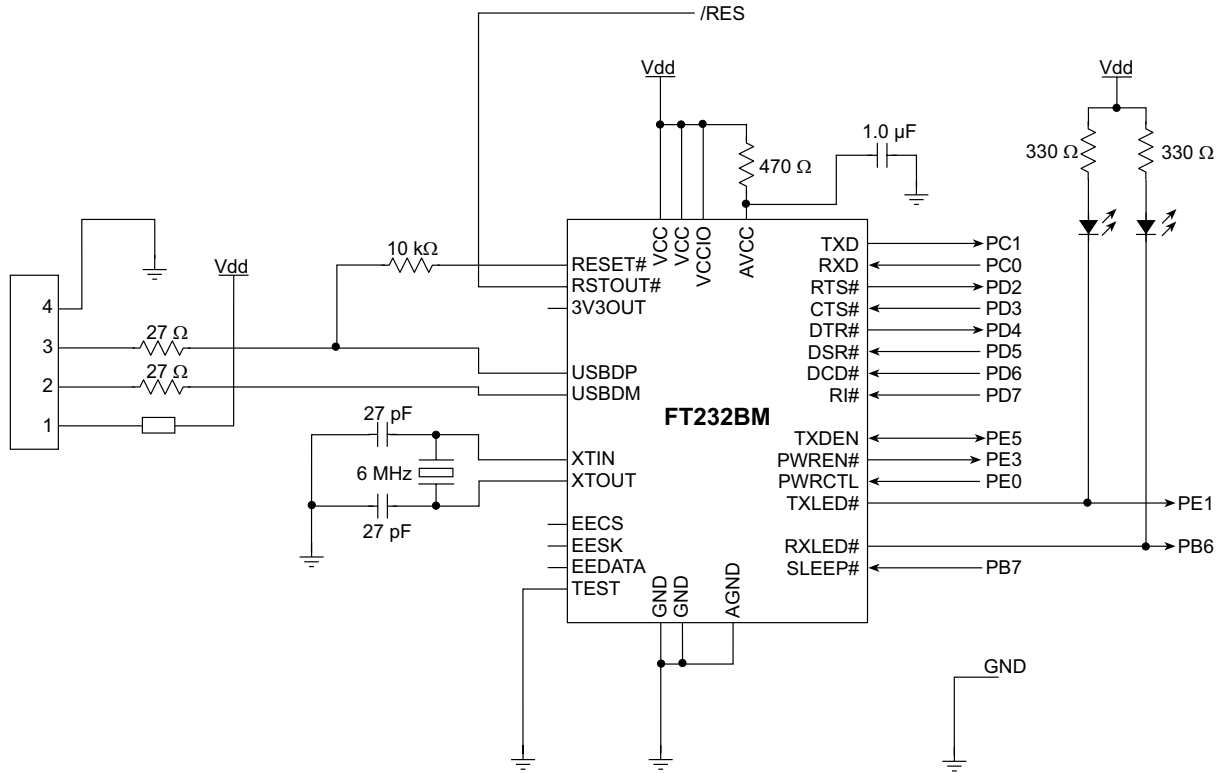 /RES
Vdd
Vdd
1.0 µF
330 Ω
330 Ω
470 Ω
10 kΩ
Vdd
VCC
VCC
VCCIO
AVCC
RESET#
RSTOUT#
3V3OUT
USBDP
USBDM
XTIN
XTOUT
EECS
EESK
EEDATA
TEST
4
3
2
1
27 Ω
27 Ω
27 pF
6 MHz
27 pF
FT232BM
TXD
PC1
RXD
PC0
RTS#
PD2
CTS#
PD3
DTR#
PD4
DSR#
PD5
DCD#
PD6
RI#
PD7
TXDEN
PE5
PWREN#
PE3
PWRCTL
PE0
TXLED#
PE1
RXLED#
PB6
SLEEP#
PB7
GND
GND
AGND
GND